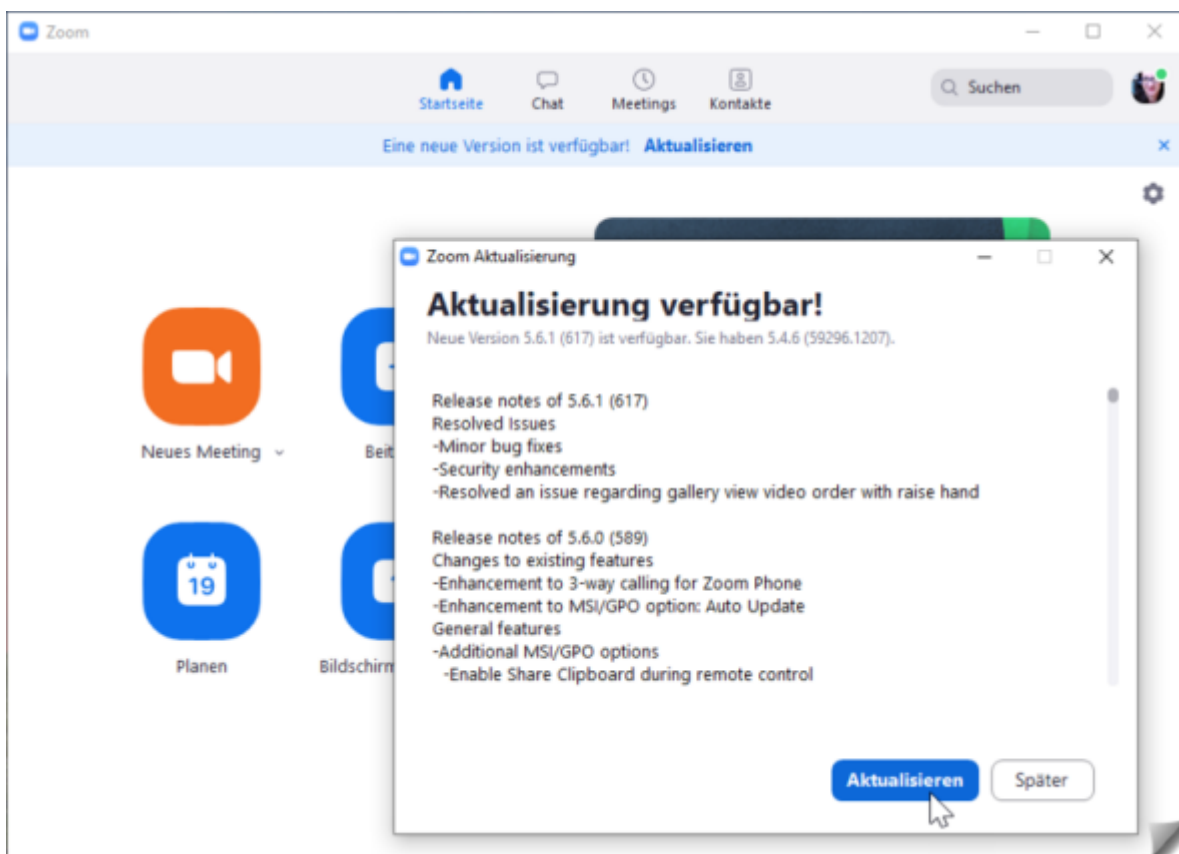 Zoom
Startseite Chat Meetings Kontakte Suchen
Eine neue Version ist verfügbar! Aktualisieren
Zoom Aktualisierung
Aktualisierung verfügbar!
Neue Version 5.6.1 (617) ist verfügbar. Sie haben 5.4.6 (59296.1207).
Release notes of 5.6.1 (617)
Resolved Issues
-Minor bug fixes
-Security enhancements
-Resolved an issue regarding gallery view video order with raise hand
Release notes of 5.6.0 (589)
Changes to existing features
-Enhancement to 3-way calling for Zoom Phone
-Enhancement to MSI/GPO option: Auto Update
General features
-Additional MSI/GPO options
-Enable Share Clipboard during remote control
Aktualisieren Später
Neues Meeting Beit
19
Planen Bildschirm